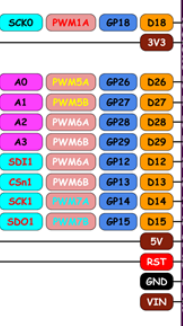 SCK0 PWM1A GP18 D18
3V3
A0 PWM5A GP26 D26
A1 PWM5B GP27 D27
A2 PWM6A GP28 D28
A3 PWM6B GP29 D29
SDI1 PWM6A GP12 D12
CSn1 PWM6B GP13 D13
SCK1 PWM7A GP14 D14
SDO1 PWM7B GP15 D15
5V
RST
GND
VIN